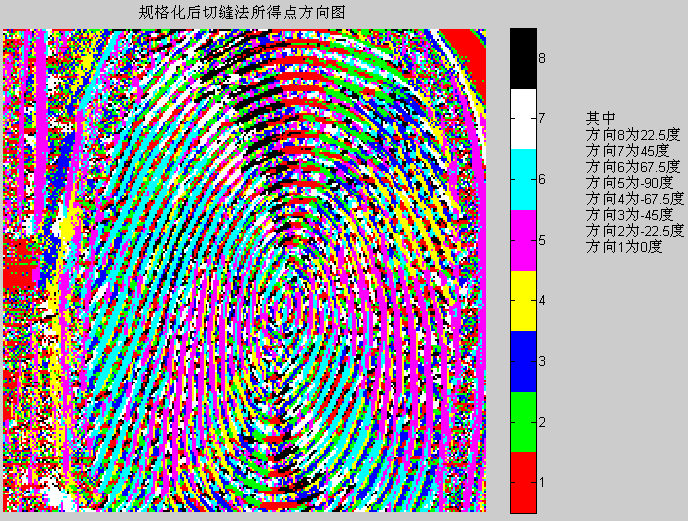 规格化后切缝法所得点方向图
8
7
6
5
4
3
2
1
其中
方向8为22.5度
方向7为45度
方向6为67.5度
方向5为-90度
方向4为-67.5度
方向3为-45度
方向2为-22.5度
方向1为0度